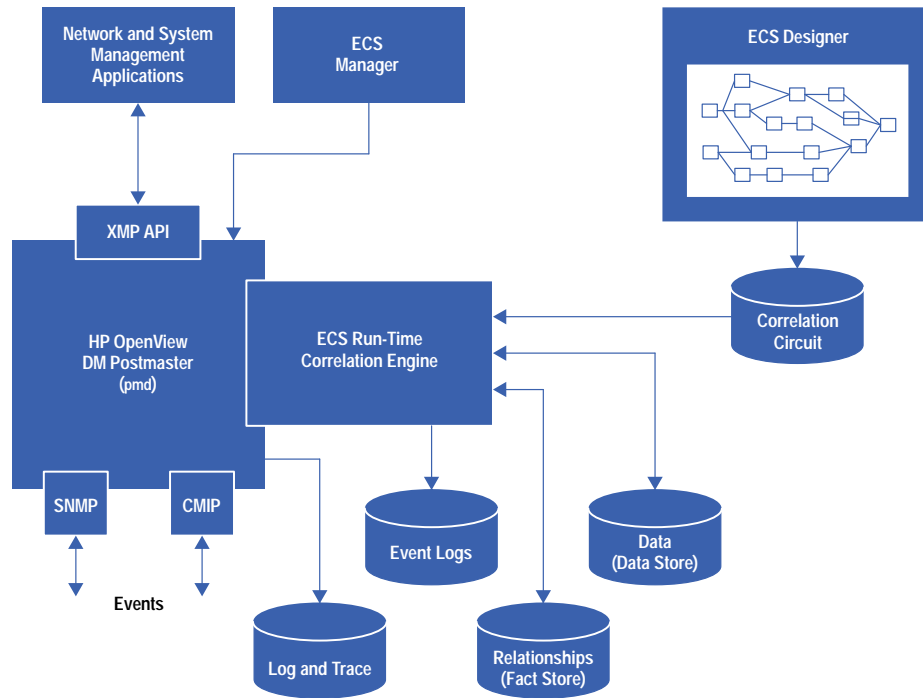 Network and System
Management
Applications
ECS
Manager
ECS Designer
XMP API
HP OpenView
DM Postmaster
(pmd)
ECS Run-Time
Correlation Engine
Correlation
Circuit
SNMP
CMIP
Event Logs
Data
(Data Store)
Events
Log and Trace
Relationships
(Fact Store)